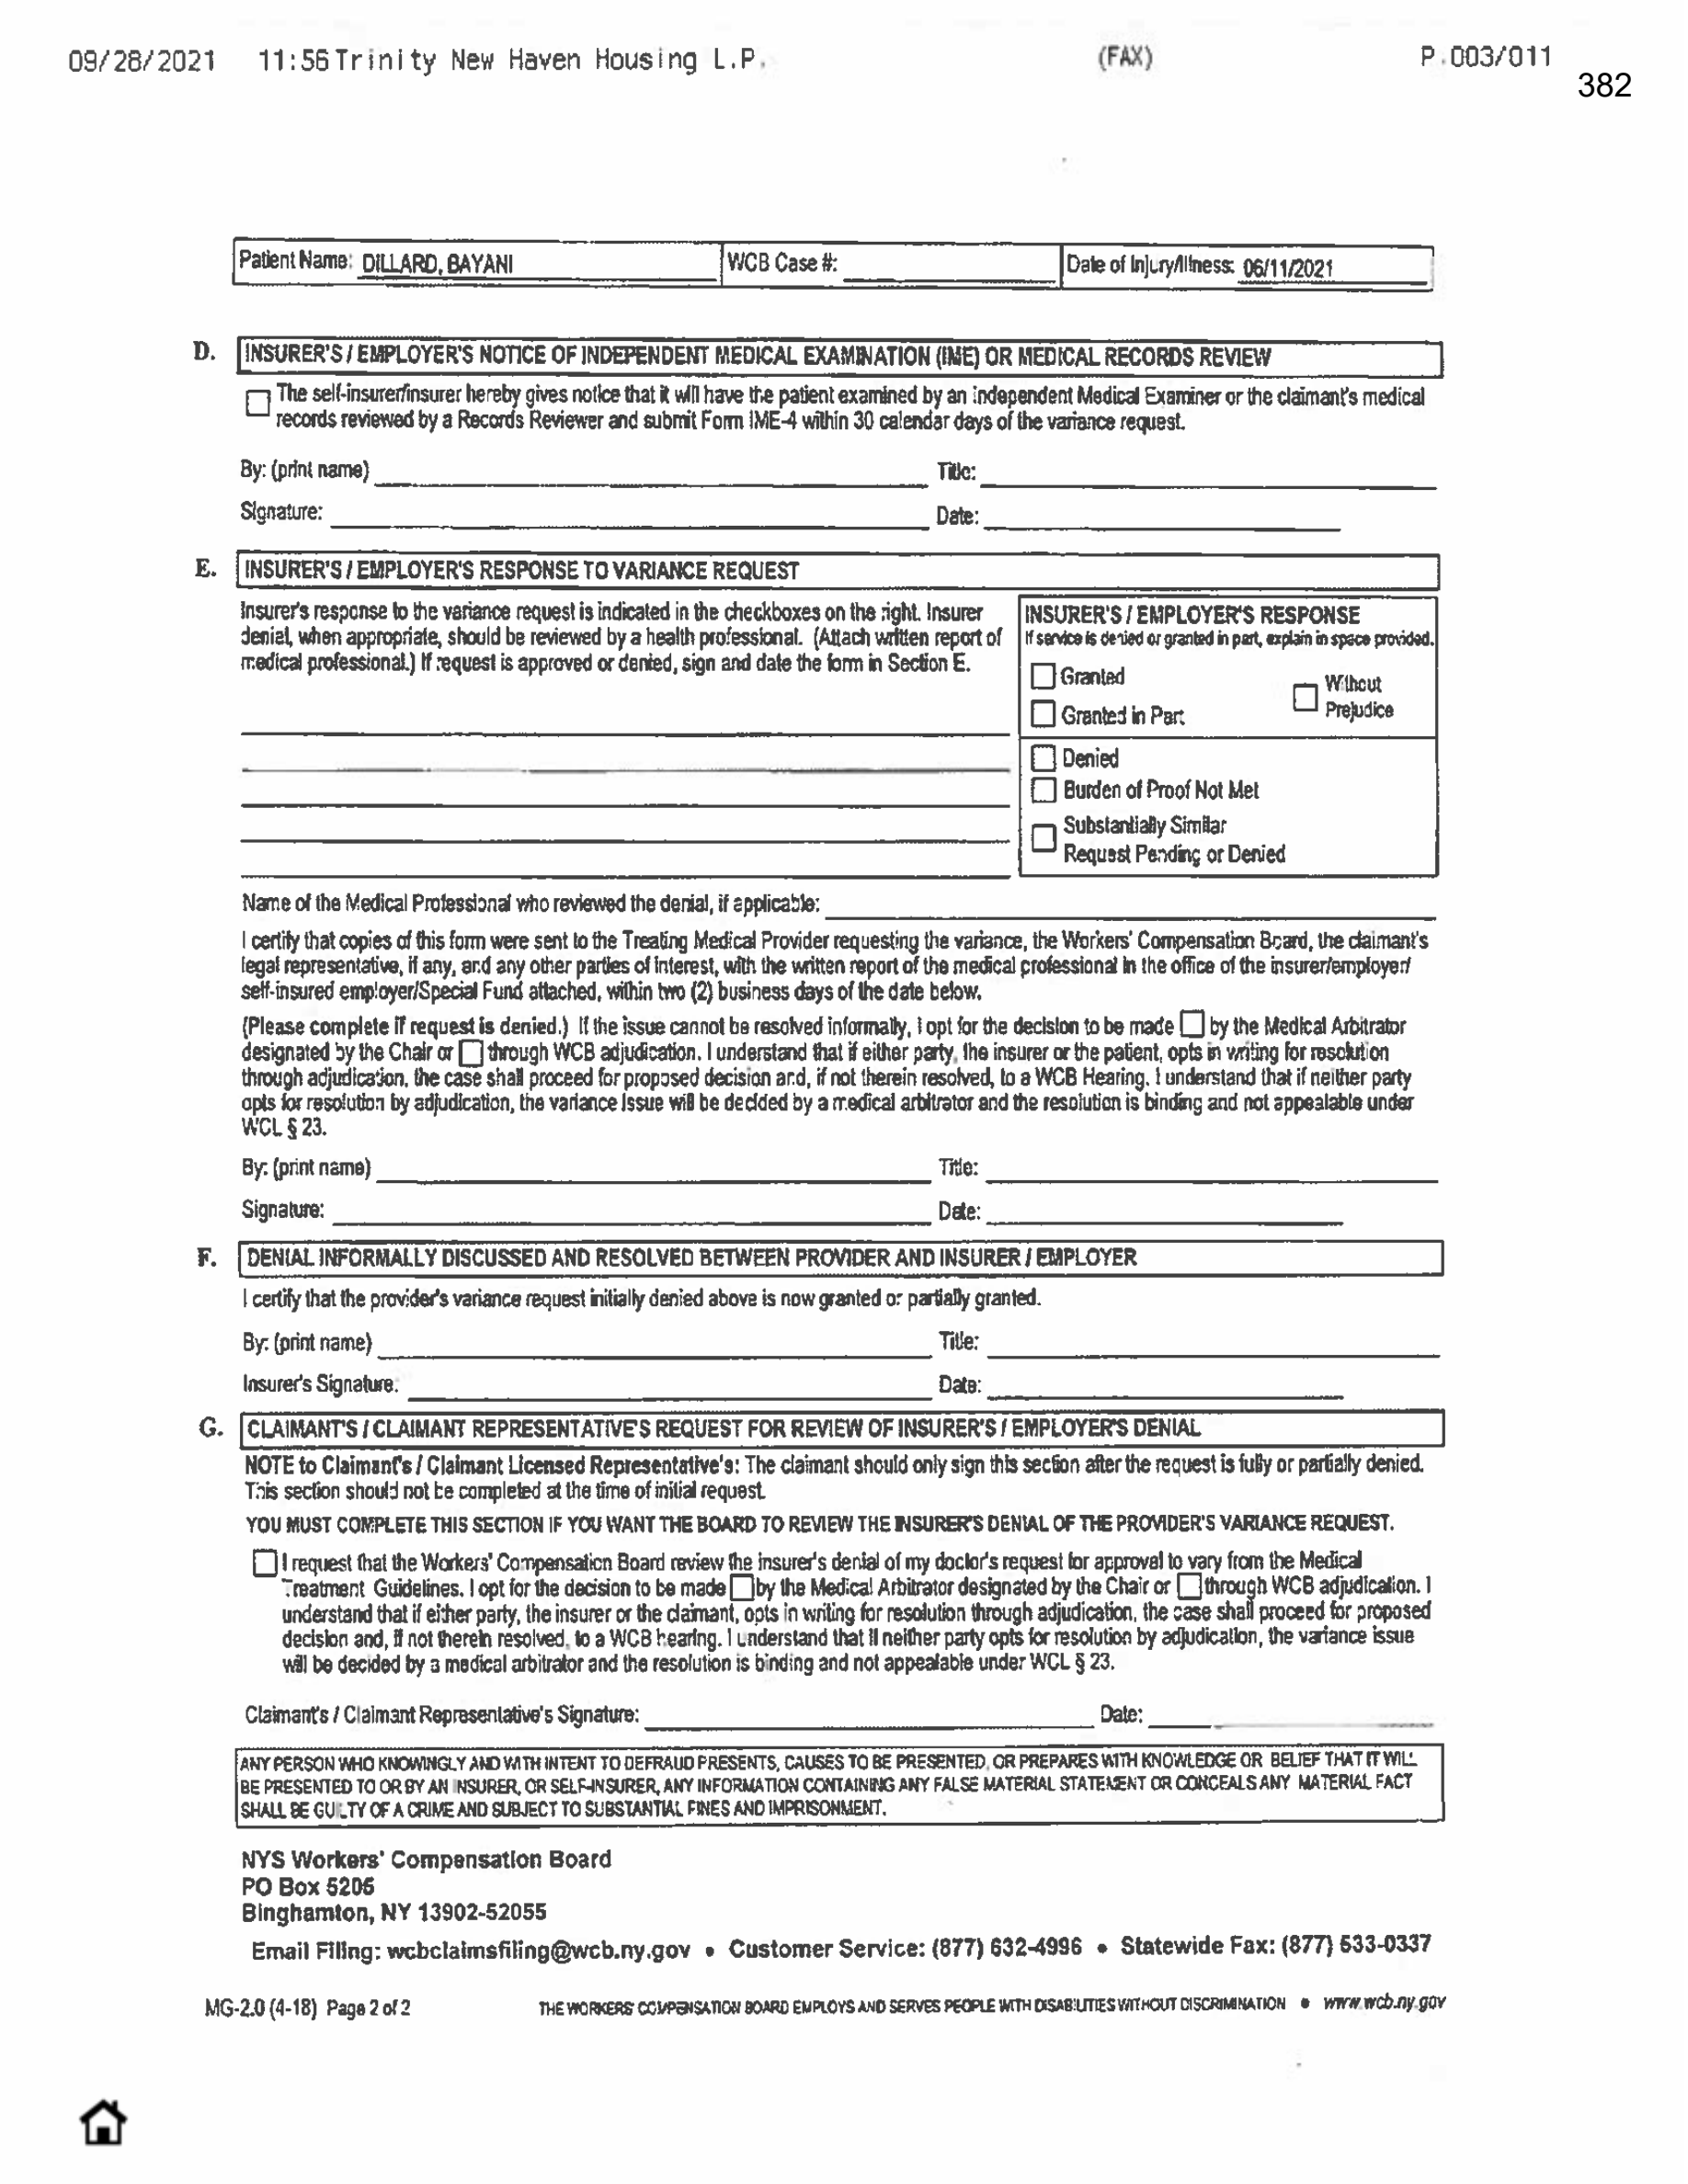 09/28/2021 11:56 Trinity New Haven Housing L.P. (FAX) P.003/011
382
Patient Name: DILLARD, BAYANI WCB Case #: Date of Injury/Illness: 06/11/2021
D. INSURER'S / EMPLOYER'S NOTICE OF INDEPENDENT MEDICAL EXAMINATION (IME) OR MEDICAL RECORDS REVIEW
The self-insurer/insurer hereby gives notice that it will have the patient examined by an Independent Medical Examiner or the claimant's medical
records reviewed by a Records Reviewer and submit Form IME-4 within 30 calendar days of the variance request.
By: (print name) Title:
Signature: Date:
E. INSURER'S / EMPLOYER'S RESPONSE TO VARIANCE REQUEST
Insurer's response to the variance request is indicated in the checkboxes on the right. Insurer
denial, when appropriate, should be reviewed by a health professional. (Attach written report of
medical professional.) If request is approved or denied, sign and date the form in Section E.
INSURER'S / EMPLOYER'S RESPONSE
If service is denied or granted in part, explain in space provided.
Granted
Without
Prejudice
Granted in Part
Denied
Burden of Proof Not Met
Substantially Similar
Request Pending or Denied
Name of the Medical Professional who reviewed the denial, if applicable:
I certify that copies of this form were sent to the Treating Medical Provider requesting the variance, the Workers' Compensation Board, the claimant's
legal representative, if any, and any other parties of interest, with the written report of the medical professional in the office of the insurer/employer/
self-insured employer/Special Fund attached, within two (2) business days of the date below.
(Please complete if request is denied.) If the issue cannot be resolved informally, I opt for the decision to be made by the Medical Arbitrator
designated by the Chair or through WCB adjudication. I understand that if either party, the insurer or the patient, opts in writing for resolution
through adjudication, the case shall proceed for proposed decision and, if not therein resolved, to a WCB Hearing. I understand that if neither party
opts for resolution by adjudication, the variance issue will be decided by a medical arbitrator and the resolution is binding and not appealable under
WCL § 23.
By: (print name) Title:
Signature: Date:
F. DENIAL INFORMALLY DISCUSSED AND RESOLVED BETWEEN PROVIDER AND INSURER / EMPLOYER
I certify that the provider's variance request initially denied above is now granted or partially granted.
By: (print name) Title:
Insurer's Signature: Date:
G. CLAIMANT'S / CLAIMANT REPRESENTATIVE'S REQUEST FOR REVIEW OF INSURER'S / EMPLOYER'S DENIAL
NOTE to Claimant's / Claimant Licensed Representative's: The claimant should only sign this section after the request is fully or partially denied.
This section should not be completed at the time of initial request.
YOU MUST COMPLETE THIS SECTION IF YOU WANT THE BOARD TO REVIEW THE INSURER'S DENIAL OF THE PROVIDER'S VARIANCE REQUEST.
I request that the Workers' Compensation Board review the insurer's denial of my doctor's request for approval to vary from the Medical
Treatment Guidelines. I opt for the decision to be made by the Medical Arbitrator designated by the Chair or through WCB adjudication. I
understand that if either party, the insurer or the claimant, opts in writing for resolution through adjudication, the case shall proceed for proposed
decision and, if not therein resolved, to a WCB hearing. I understand that if neither party opts for resolution by adjudication, the variance issue
will be decided by a medical arbitrator and the resolution is binding and not appealable under WCL § 23.
Claimant's / Claimant Representative's Signature: Date:
ANY PERSON WHO KNOWINGLY AND WITH INTENT TO DEFRAUD PRESENTS, CAUSES TO BE PRESENTED, OR PREPARES WITH KNOWLEDGE OR BELIEF THAT IT WILL
BE PRESENTED TO OR BY AN INSURER, OR SELF-INSURER, ANY INFORMATION CONTAINING ANY FALSE MATERIAL STATEMENT OR CONCEALS ANY MATERIAL FACT
SHALL BE GUILTY OF A CRIME AND SUBJECT TO SUBSTANTIAL FINES AND IMPRISONMENT.
NYS Workers' Compensation Board
PO Box 5205
Binghamton, NY 13902-52055
Email Filing: wcbclaimsfiling@wcb.ny.gov • Customer Service: (877) 632-4996 • Statewide Fax: (877) 533-0337
MG-2.0 (4-18) Page 2 of 2 THE WORKERS' COMPENSATION BOARD EMPLOYS AND SERVES PEOPLE WITH DISABILITIES WITHOUT DISCRIMINATION • www.wcb.ny.gov